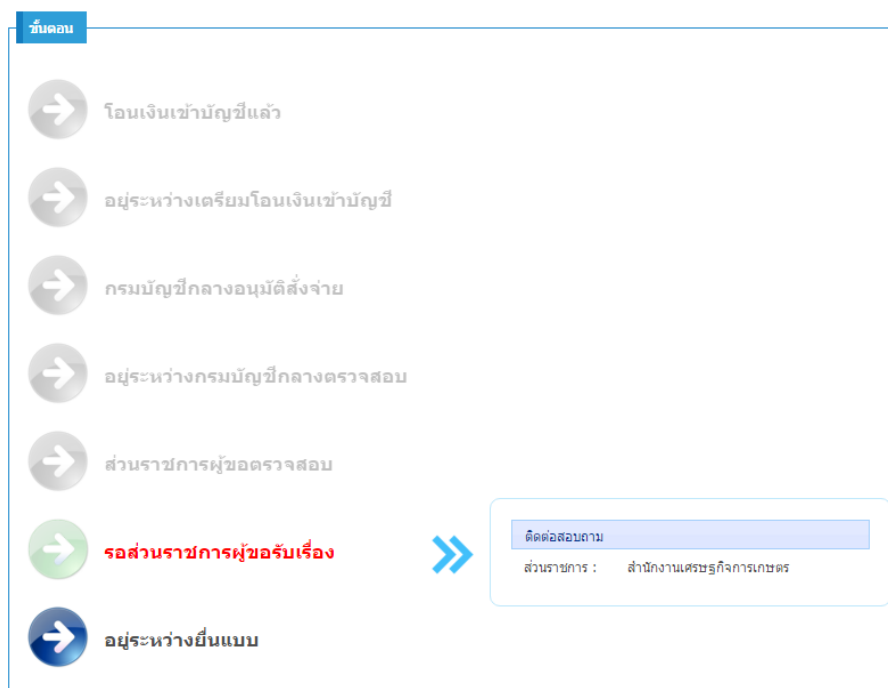 ขั้นตอน
โอนเงินเข้าบัญชีแล้ว
อยู่ระหว่างเตรียมโอนเงินเข้าบัญชี
กรมบัญชีกลางอนุมัติสั่งจ่าย
อยู่ระหว่างกรมบัญชีกลางตรวจสอบ
ส่วนราชการผู้ขอตรวจสอบ
รอส่วนราชการผู้ขอรับเรื่อง
ติดต่อสอบถาม
ส่วนราชการ : สำนักงานเศรษฐกิจการเกษตร
อยู่ระหว่างยื่นแบบ